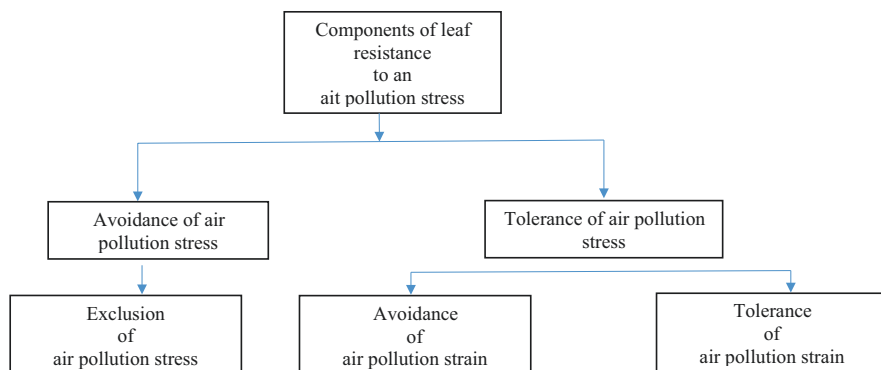 Components of leaf
resistance
to an
ait pollution stress
Avoidance of air
pollution stress
Tolerance of air pollution
stress
Exclusion
of
air pollution stress
Avoidance
of
air pollution strain
Tolerance
of
air pollution strain